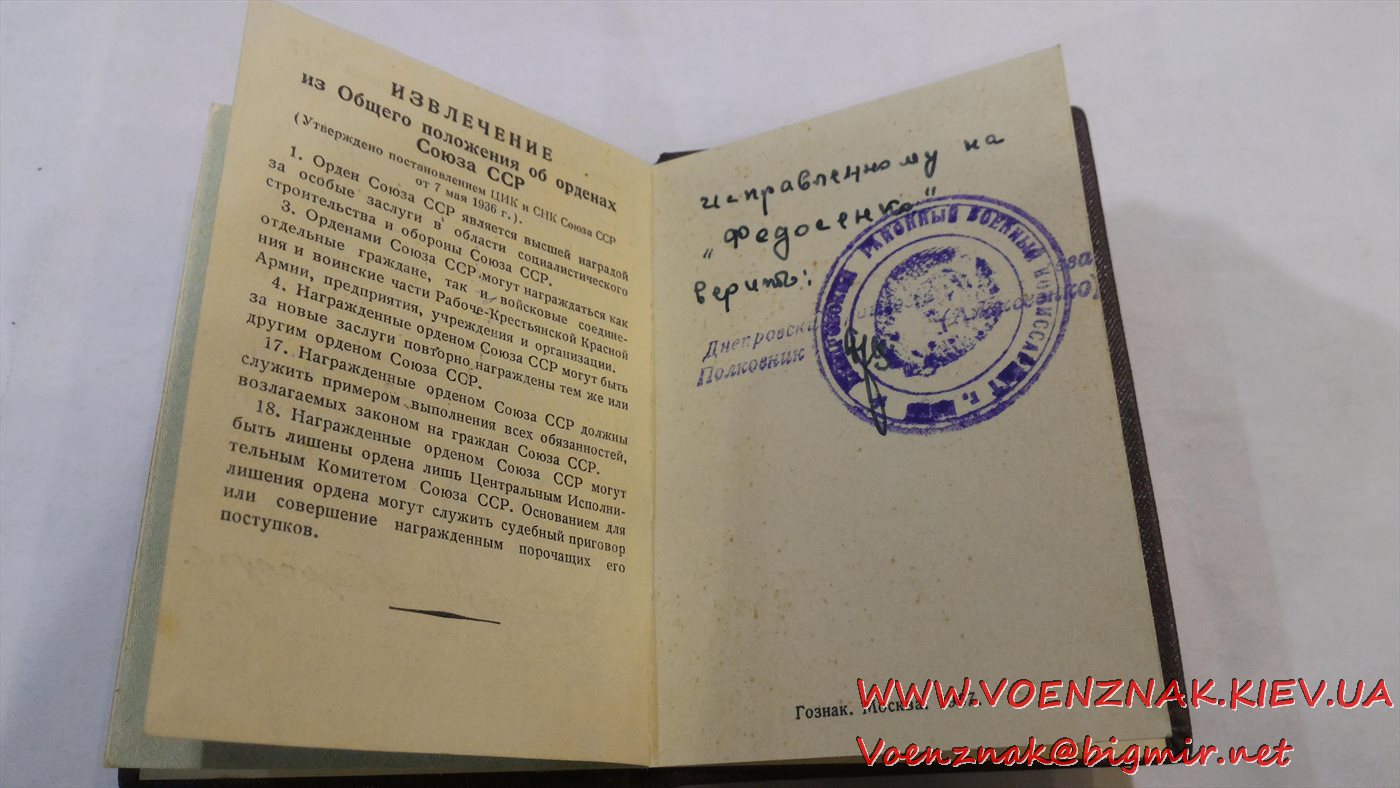 ИЗВЛЕЧЕНИЕ
из Общего положения об орденах
Союза ССР
(Утверждено постановлением ЦИК и СНК Союза ССР
от 7 мая 1936 г.).
1. Орден Союза ССР является высшей наградой
за особые заслуги в области социалистического
строительства и обороны Союза ССР.
3. Орденами Союза ССР могут награждаться как
отдельные граждане, так и войсковые соедине-
ния и воинские части Рабоче-Крестьянской Красной
Армии, предприятия, учреждения и организации.
4. Награжденные орденом Союза ССР могут быть
за новые заслуги повторно награждены тем же или
другим орденом Союза ССР.
17. Награжденные орденом Союза ССР должны
служить примером выполнения всех обязанностей,
возлагаемых законом на граждан Союза ССР.
18. Награжденные орденом Союза ССР могут
быть лишены ордена лишь Центральным Исполни-
тельным Комитетом Союза ССР. Основанием для
лишения ордена могут служить судебный приговор
или совершение награжденным порочащих его
поступков.
исправленному на
„Федосенко"
верить:
Полковник
РАЙОННЫЙ ВОЕННЫЙ КОМИССАРИАТ г.
Гознак. Москва.
WWW.VOENZNAK.KIEV.UA
Voenznak@bigmir.net